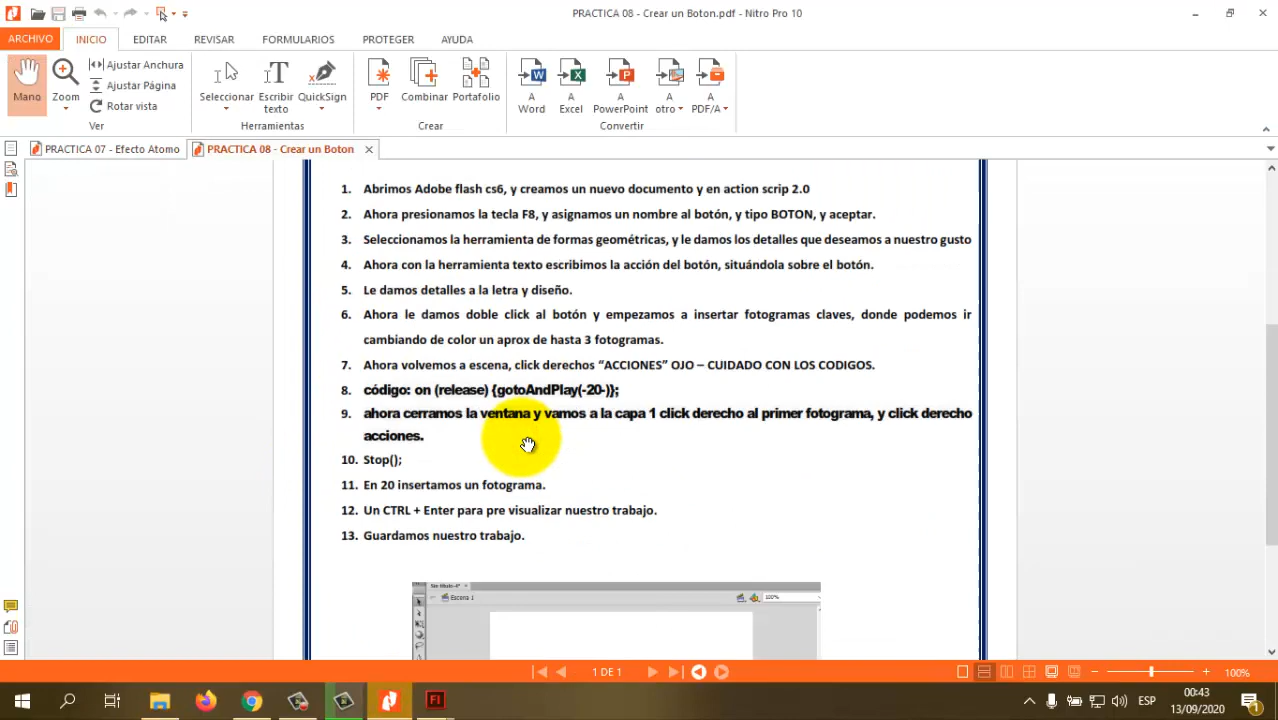 PRACTICA 08 - Crear un Boton.pdf - Nitro Pro 10
ARCHIVO INICIO EDITAR REVISAR FORMULARIOS PROTEGER AYUDA
Mano
Zoom
Ajustar Anchura
Ajustar Página
Rotar vista
Ver
Seleccionar
Escribir texto
QuickSign
Herramientas
PDF
Combinar
Portafolio
Crear
A Word
A Excel
A PowerPoint
A otro
A PDF/A
Convertir
PRACTICA 07 - Efecto Atomo
PRACTICA 08 - Crear un Boton
1. Abrimos Adobe flash cs6, y creamos un nuevo documento y en action scrip 2.0
2. Ahora presionamos la tecla F8, y asignamos un nombre al botón, y tipo BOTON, y aceptar.
3. Seleccionamos la herramienta de formas geométricas, y le damos los detalles que deseamos a nuestro gusto
4. Ahora con la herramienta texto escribimos la acción del botón, situándola sobre el botón.
5. Le damos detalles a la letra y diseño.
6. Ahora le damos doble click al botón y empezamos a insertar fotogramas claves, donde podemos ir
cambiando de color un aprox de hasta 3 fotogramas.
7. Ahora volvemos a escena, click derechos “ACCIONES” OJO – CUIDADO CON LOS CODIGOS.
8. código: on (release) {gotoAndPlay(-20-)};
9. ahora cerramos la ventana y vamos a la capa 1 click derecho al primer fotograma, y click derecho
acciones.
10. Stop();
11. En 20 insertamos un fotograma.
12. Un CTRL + Enter para pre visualizar nuestro trabajo.
13. Guardamos nuestro trabajo.
Escena 1
100%
1 DE 1
100%
Fl
ESP
00:43
13/09/2020
1